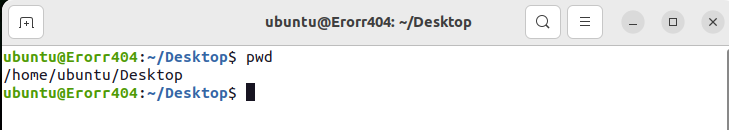 ubuntu@Erorr404: ~/Desktop
ubuntu@Erorr404:~/Desktop$ pwd
/home/ubuntu/Desktop
ubuntu@Erorr404:~/Desktop$